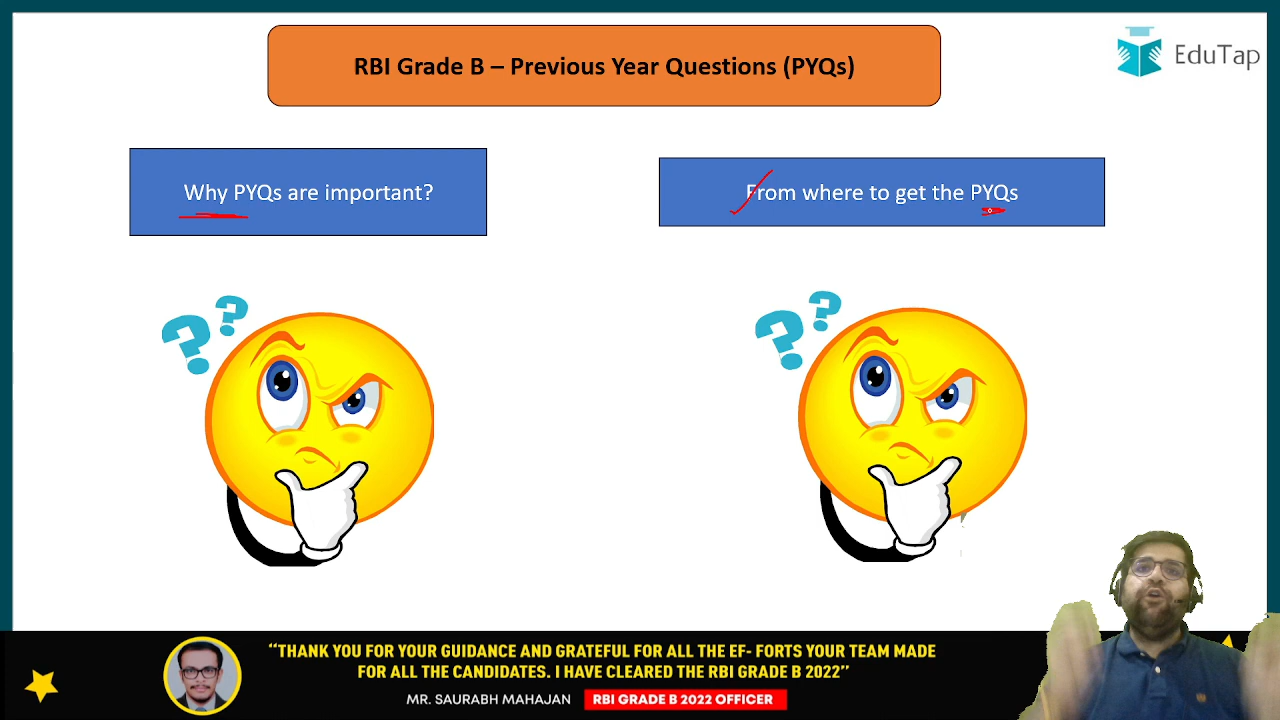 RBI Grade B – Previous Year Questions (PYQs)
EduTap
Why PYQs are important?
From where to get the PYQs
? ?
? ?
“THANK YOU FOR YOUR GUIDANCE AND GRATEFUL FOR ALL THE EF- FORTS YOUR TEAM MADE
FOR ALL THE CANDIDATES. I HAVE CLEARED THE RBI GRADE B 2022”
MR. SAURABH MAHAJAN RBI GRADE B 2022 OFFICER